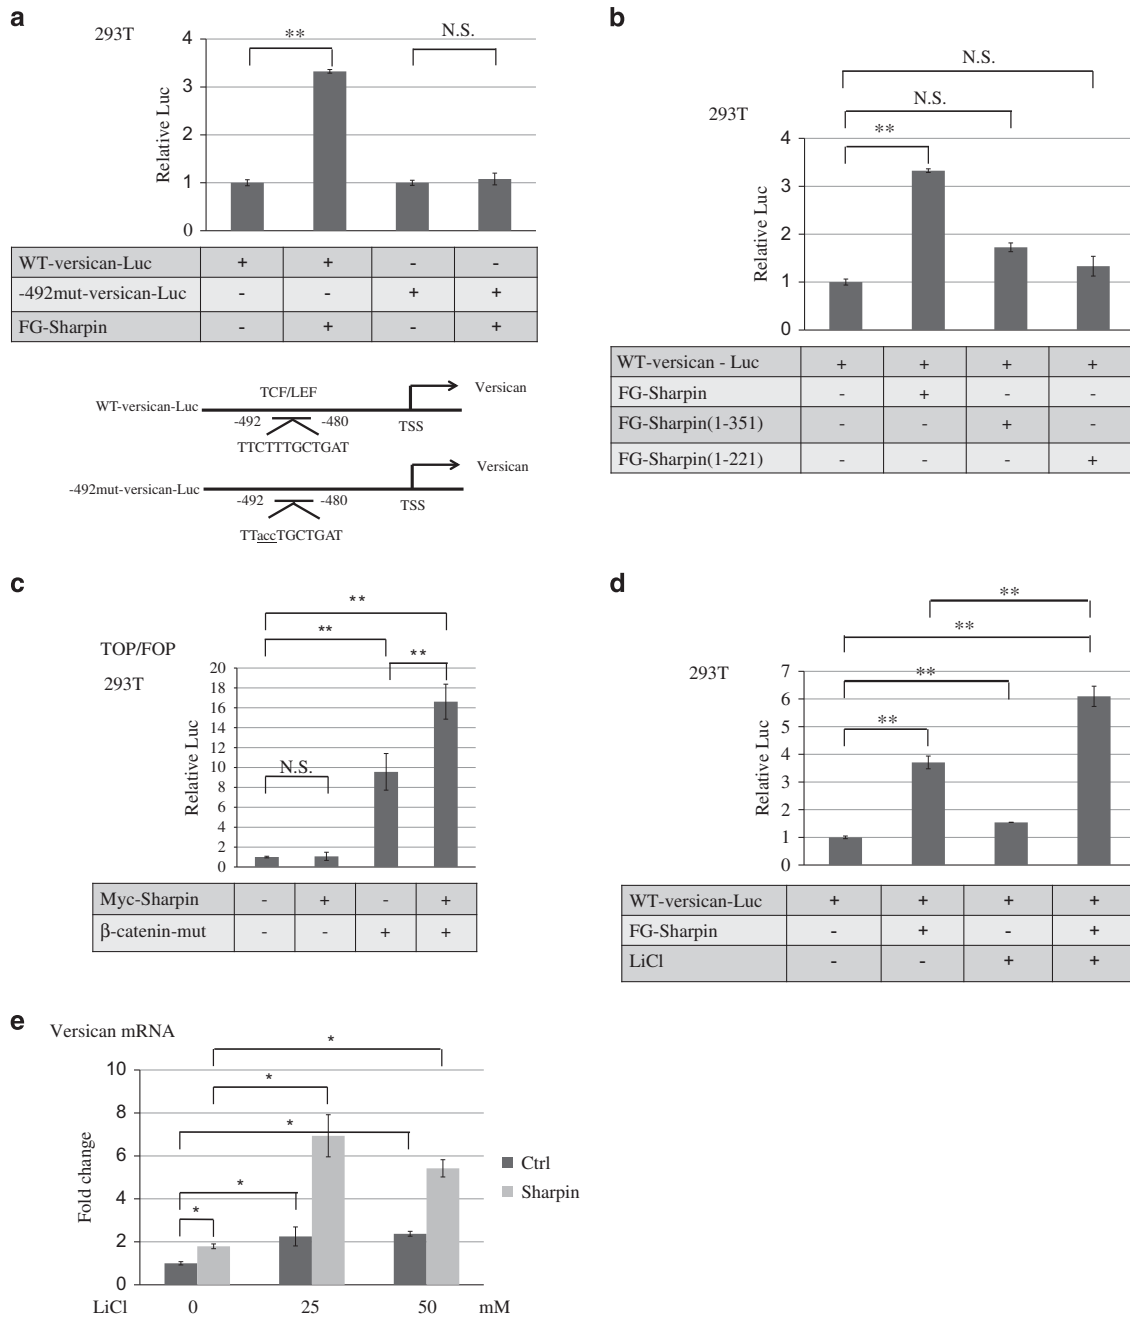 a
293T
**
N.S.
Relative Luc
4
3
2
1
0
WT-versican-Luc + + - -
-492mut-versican-Luc - - + +
FG-Sharpin - + - +
TCF/LEF
Versican
WT-versican-Luc
-492 -480
TSS
TTCTTTGCTGAT
Versican
-492mut-versican-Luc
-492 -480
TSS
TTaccTGCTGAT
b
293T
N.S.
N.S.
**
Relative Luc
4
3
2
1
0
WT-versican - Luc + + + +
FG-Sharpin - + - -
FG-Sharpin(1-351) - - + -
FG-Sharpin(1-221) - - - +
c
TOP/FOP
293T
**
**
**
N.S.
Relative Luc
20
18
16
14
12
10
8
6
4
2
0
Myc-Sharpin - + - +
β-catenin-mut - - + +
d
293T
**
**
**
**
Relative Luc
7
6
5
4
3
2
1
0
WT-versican-Luc + + + +
FG-Sharpin - + - +
LiCl - - + +
e
Versican mRNA
*
*
*
*
*
Fold change
10
8
6
4
2
0
Ctrl
Sharpin
LiCl 0 25 50 mM